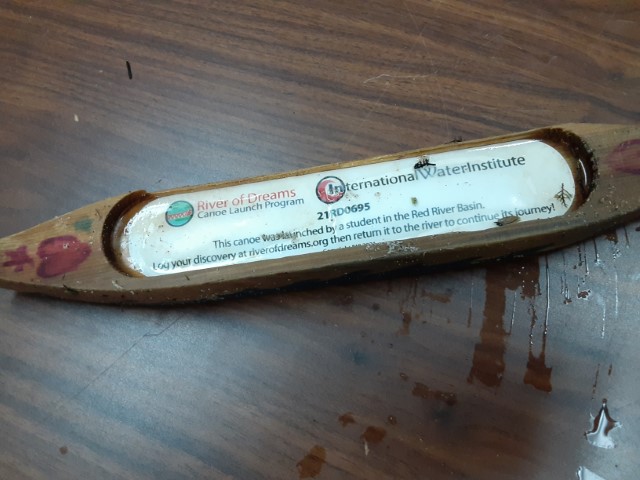 River of Dreams
Canoe Launch Program
InternationalWaterInstitute
21RD0695
This canoe was launched by a student in the Red River Basin.
Log your discovery at riverofdreams.org then return it to the river to continue its journey!